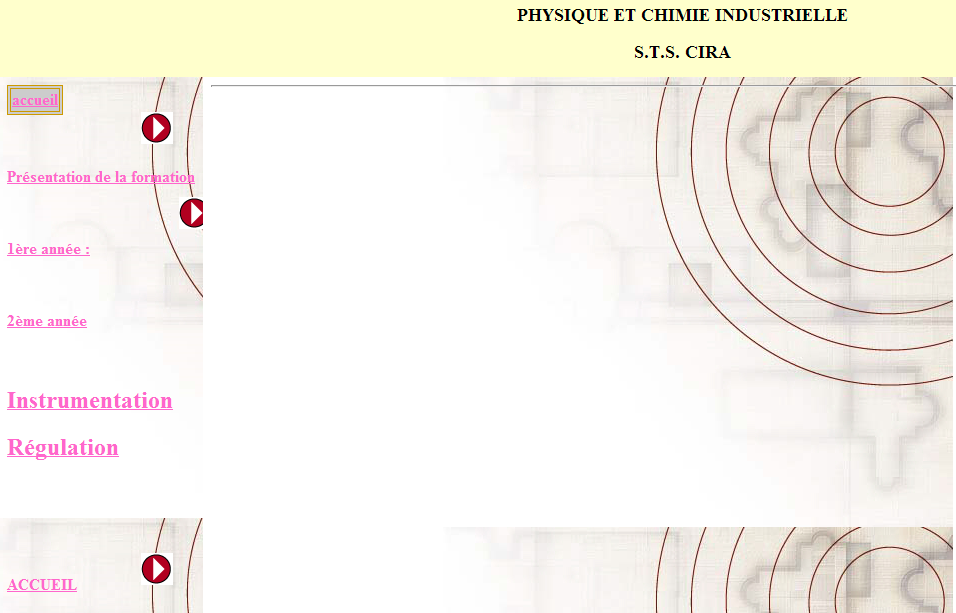 PHYSIQUE ET CHIMIE INDUSTRIELLE
S.T.S. CIRA
accueil
Présentation de la formation
1ère année :
2ème année
Instrumentation
Régulation
ACCUEIL